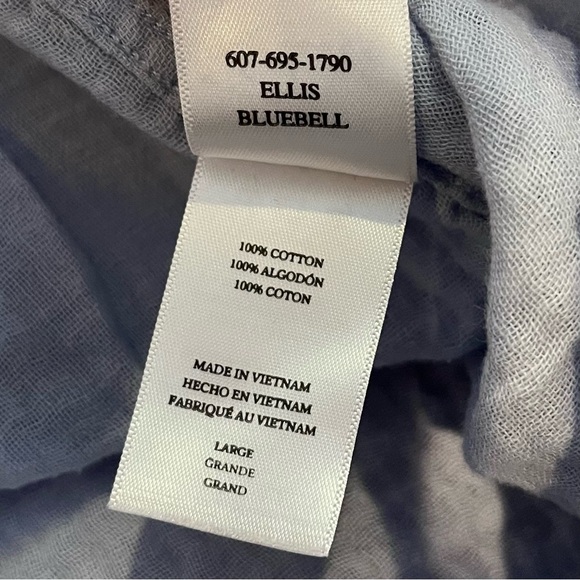 607-695-1790
ELLIS
BLUEBELL
100% COTTON
100% ALGODÓN
100% COTON
MADE IN VIETNAM
HECHO EN VIETNAM
FABRIQUÉ AU VIETNAM
LARGE
GRANDE
GRAND